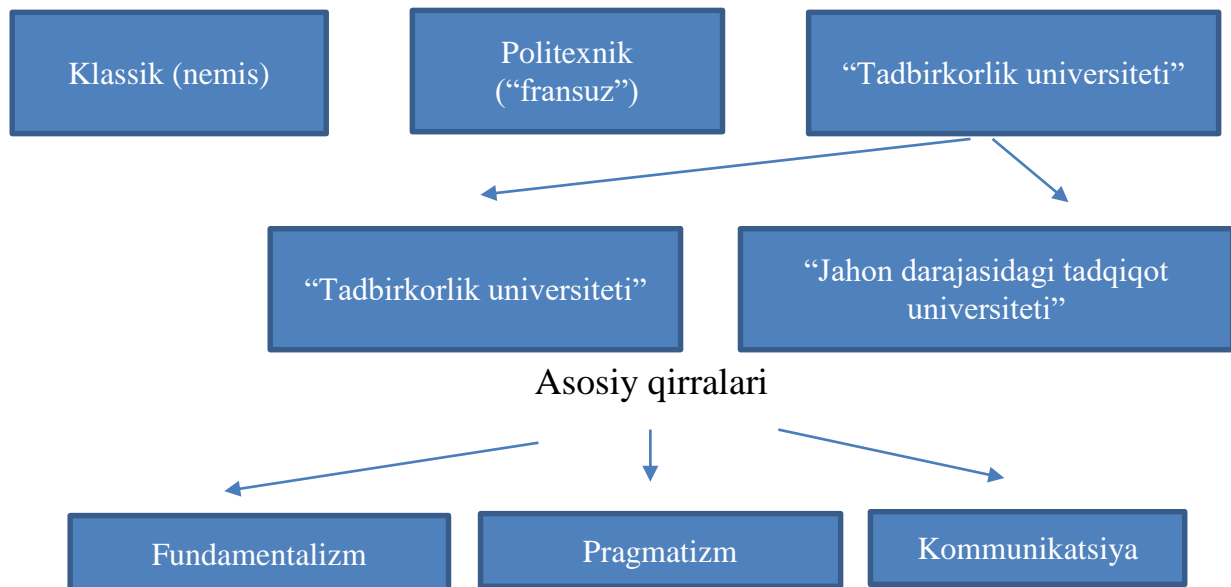 Klassik (nemis)
Politexnik
(“fransuz”)
“Tadbirkorlik universiteti”
“Tadbirkorlik universiteti”
“Jahon darajasidagi tadqiqot
universiteti”
Asosiy qirralari
Fundamentalizm
Pragmatizm
Kommunikatsiya